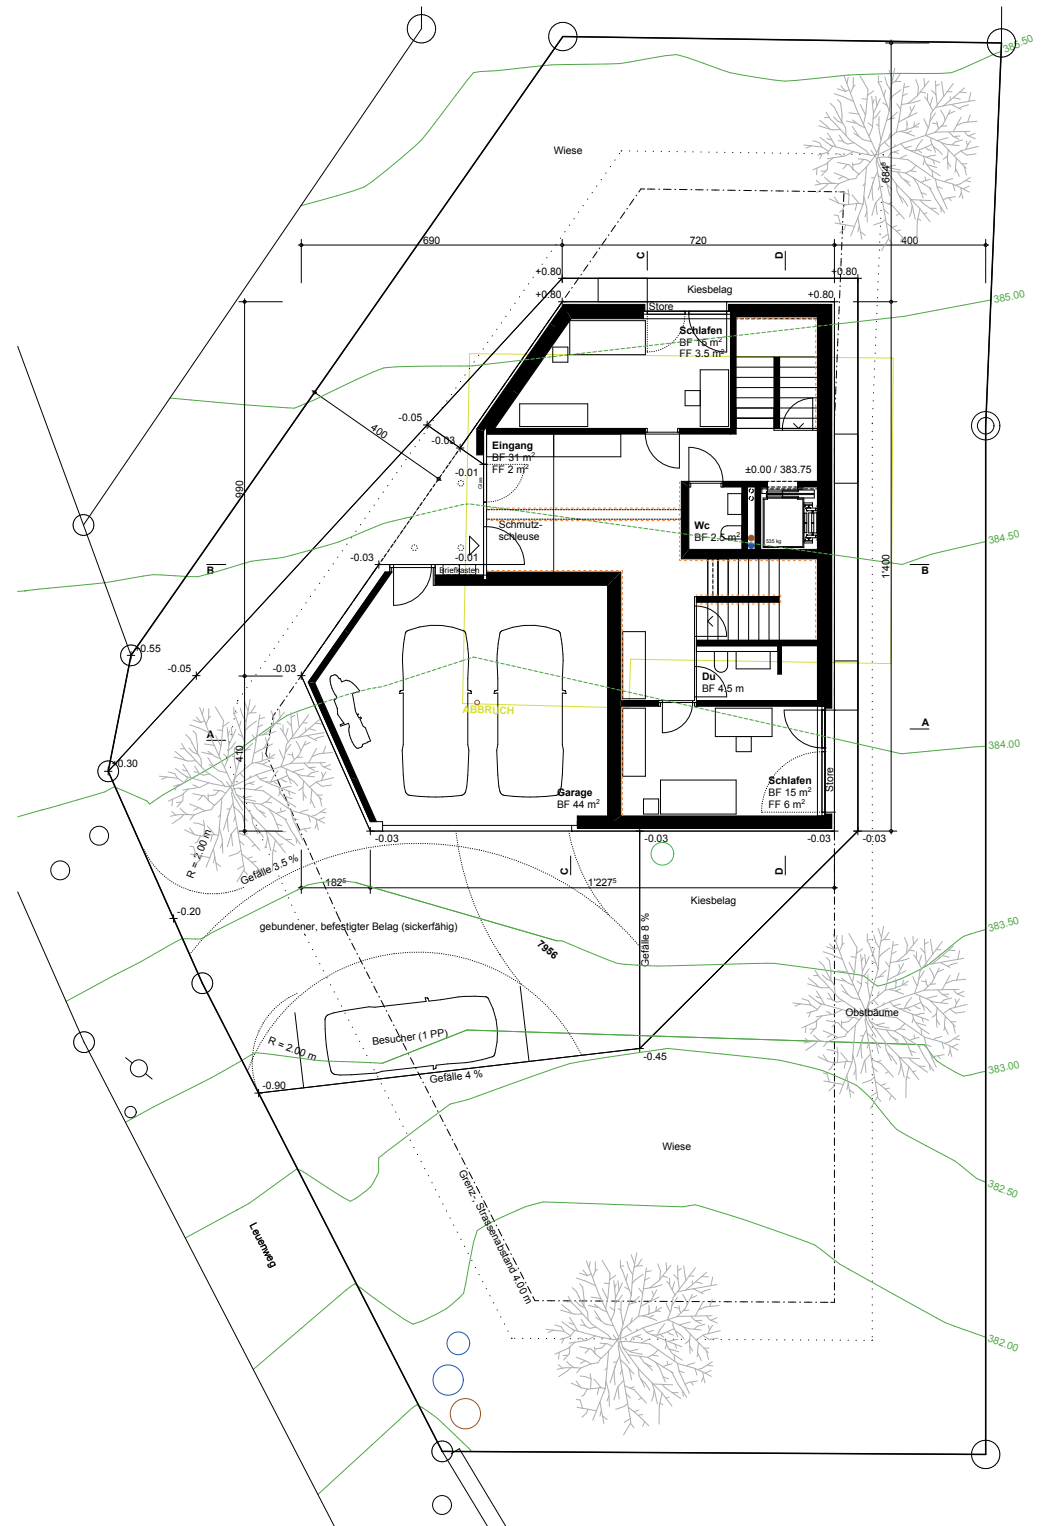 385.50
Wiese
684⁵
690
720
400
C
D
+0.80
+0.80
Kiesbelag
+0.80
+0.80
385.00
Store
Schlafen
BF 15 m²
FF 3.5 m²
-0.05
400
-0.03
Eingang
BF 31 m²
FF 2 m²
-0.01
Glas
±0.00 / 383.75
990
Schmutz-
schleuse
Wc
BF 2.5 m²
535 kg
384.50
1'400
-0.03
-0.01
Briefkasten
B
B
+0.55
-0.05
-0.03
Du
BF 4.5 m
ABBRUCH
A
A
410
384.00
+0.30
Garage
BF 44 m²
Schlafen
BF 15 m²
FF 6 m²
Store
-0.03
-0.03
-0.03
-0.03
R = 2.00 m
Gefälle 3.5 %
C
D
182⁵
1'227⁵
Kiesbelag
-0.20
gebundener, befestigter Belag (sickerfähig)
383.50
7956
Gefälle 8 %
Obstbäume
Besucher (1 PP)
R = 2.00 m
-0.45
383.00
-0.90
Gefälle 4 %
Wiese
382.50
Grenz-, Strassenabstand 4.00 m
Leuenweg
382.00